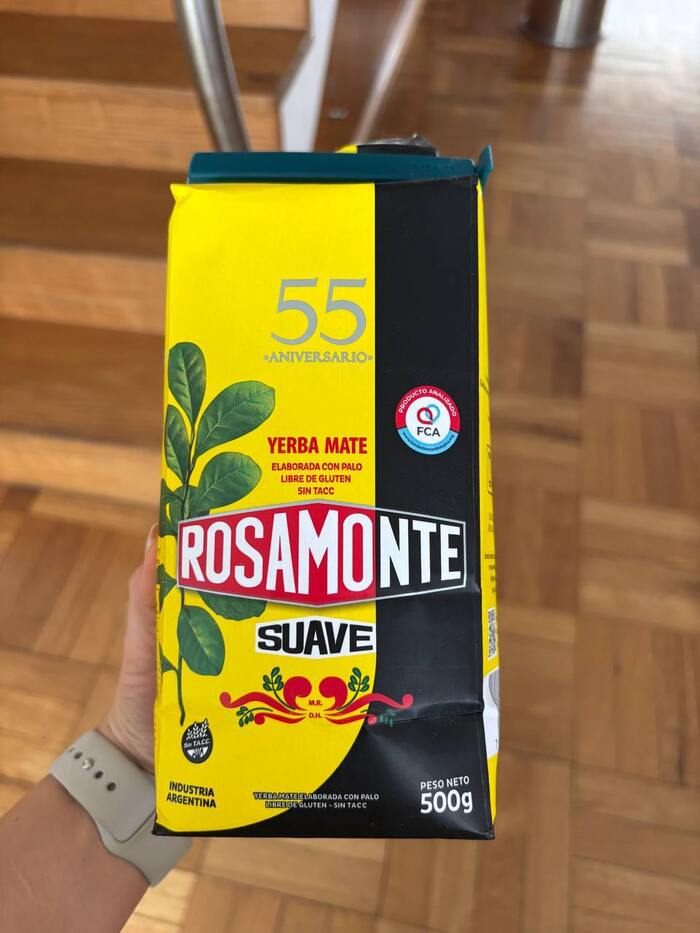 55
•ANIVERSARIO•
PRODUCTO ANALIZADO
FCA
YERBA MATE
ELABORADA CON PALO
LIBRE DE GLUTEN
SIN TACC
ROSAMONTE
SUAVE
M.R.
D.H.
Sin T.A.C.C.
INDUSTRIA
ARGENTINA
YERBA MATE ELABORADA CON PALO
LIBRE DE GLUTEN - SIN TACC
PESO NETO
500g